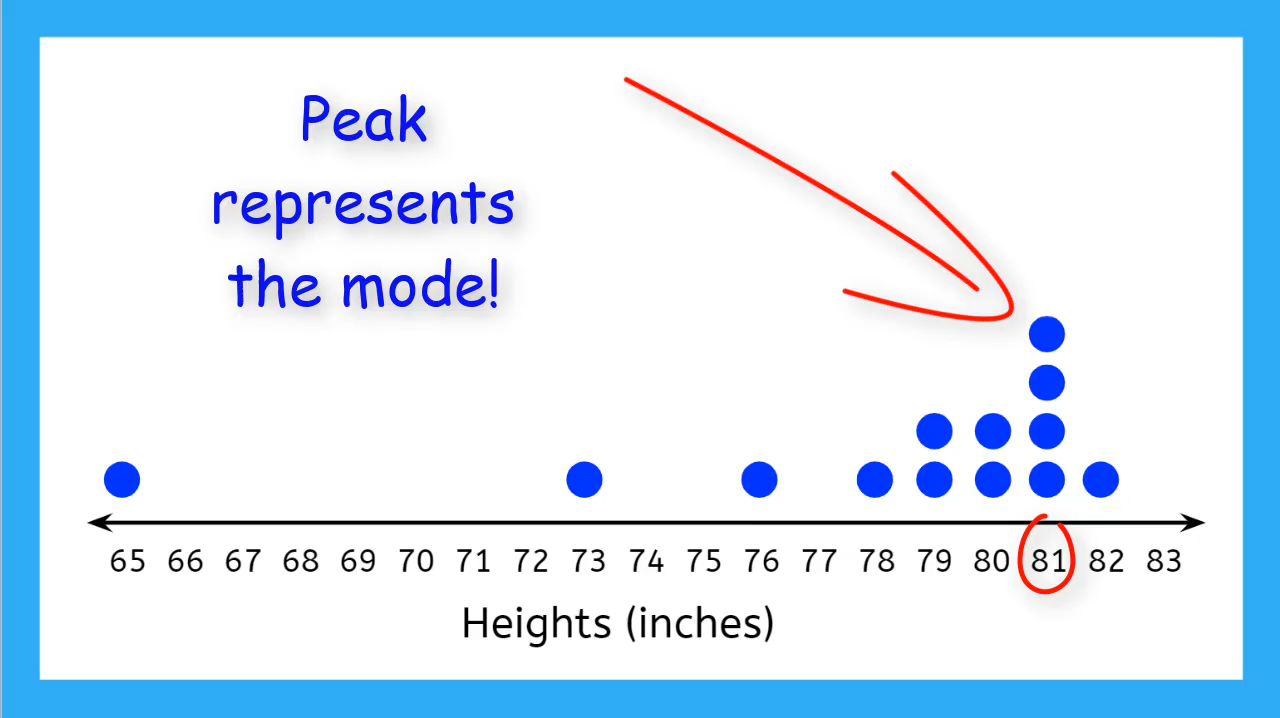 Peak
represents
the mode!
65 66 67 68 69 70 71 72 73 74 75 76 77 78 79 80 81 82 83
Heights (inches)